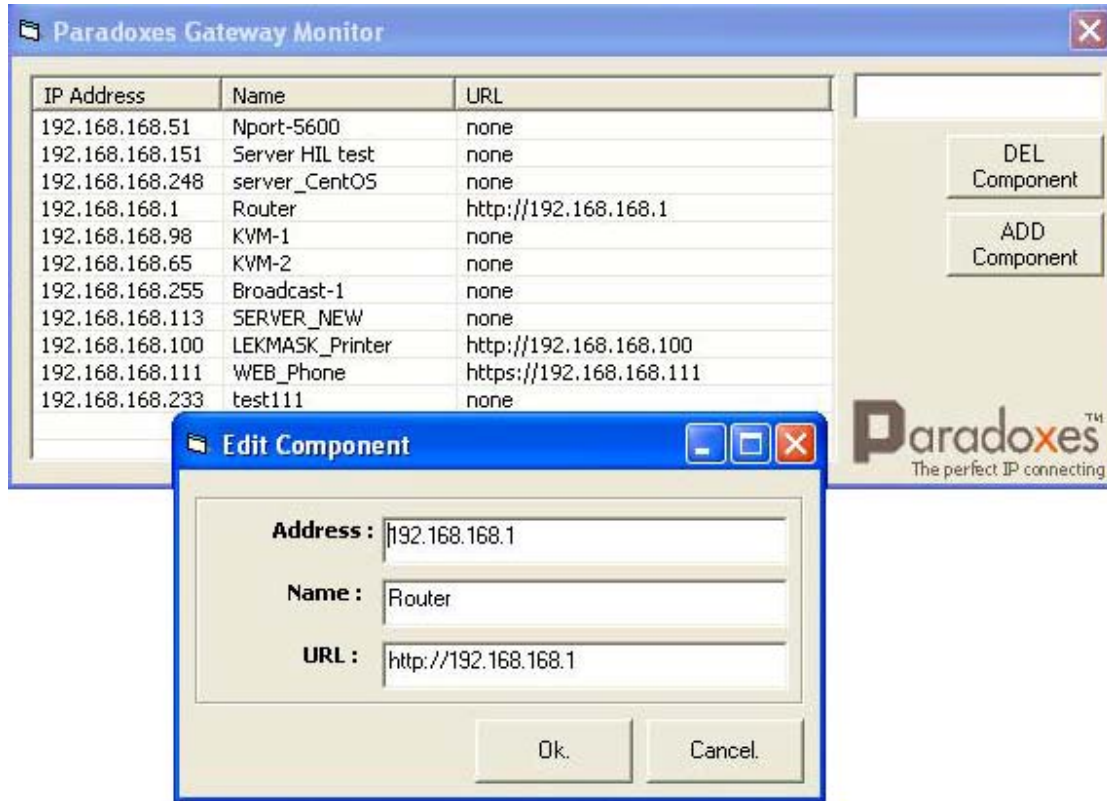 Paradoxes Gateway Monitor
IP Address Name URL
192.168.168.51 Nport-5600 none
192.168.168.151 Server HIL test none
192.168.168.248 server_CentOS none
192.168.168.1 Router http://192.168.168.1
192.168.168.98 KVM-1 none
192.168.168.65 KVM-2 none
192.168.168.255 Broadcast-1 none
192.168.168.113 SERVER_NEW none
192.168.168.100 LEKMASK_Printer http://192.168.168.100
192.168.168.111 WEB_Phone https://192.168.168.111
192.168.168.233 test111 none
DEL
Component
ADD
Component
Paradoxes™
The perfect IP connecting
Edit Component
Address : 192.168.168.1
Name : Router
URL : http://192.168.168.1
Ok. Cancel.